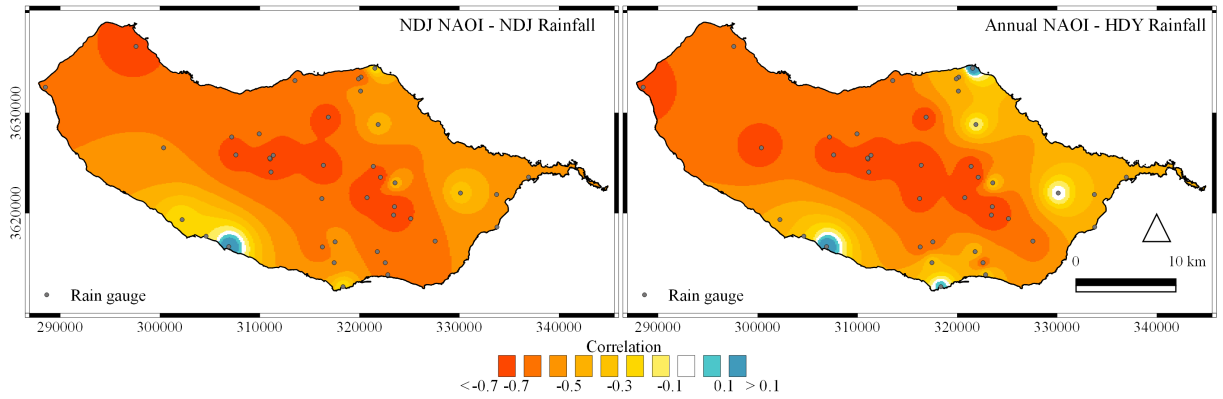 NDJ NAOI - NDJ Rainfall
Annual NAOI - HDY Rainfall
3630000
3620000
Rain gauge
Rain gauge
0 10 km
290000 300000 310000 320000 330000 340000
290000 300000 310000 320000 330000 340000
Correlation
< -0.7 -0.7 -0.5 -0.3 -0.1 0.1 > 0.1